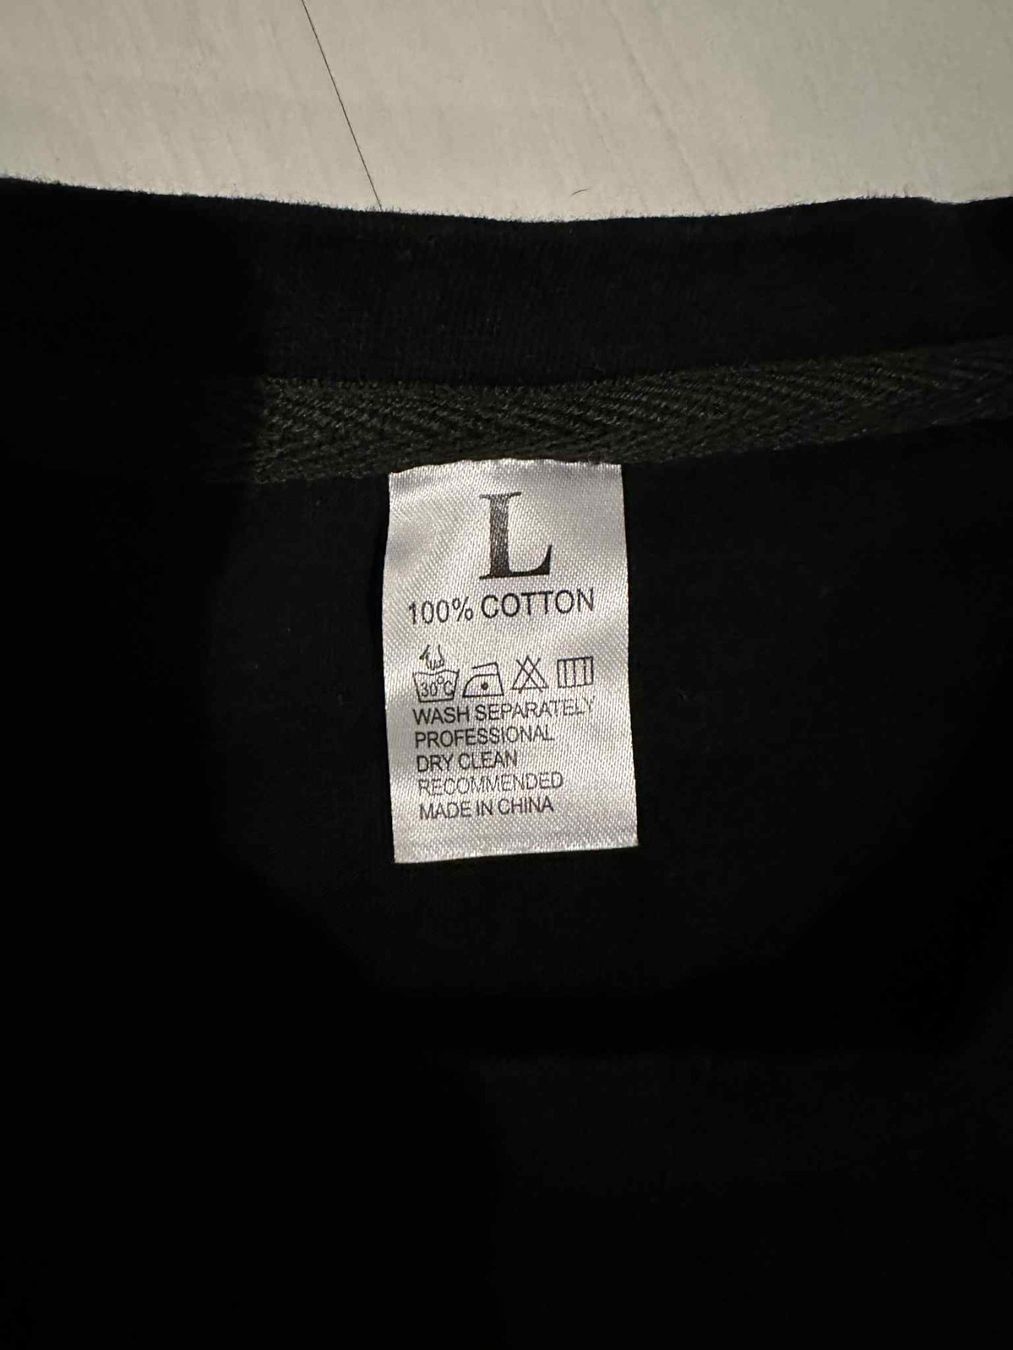 L
100% COTTON
30°C
WASH SEPARATELY
PROFESSIONAL
DRY CLEAN
RECOMMENDED
MADE IN CHINA